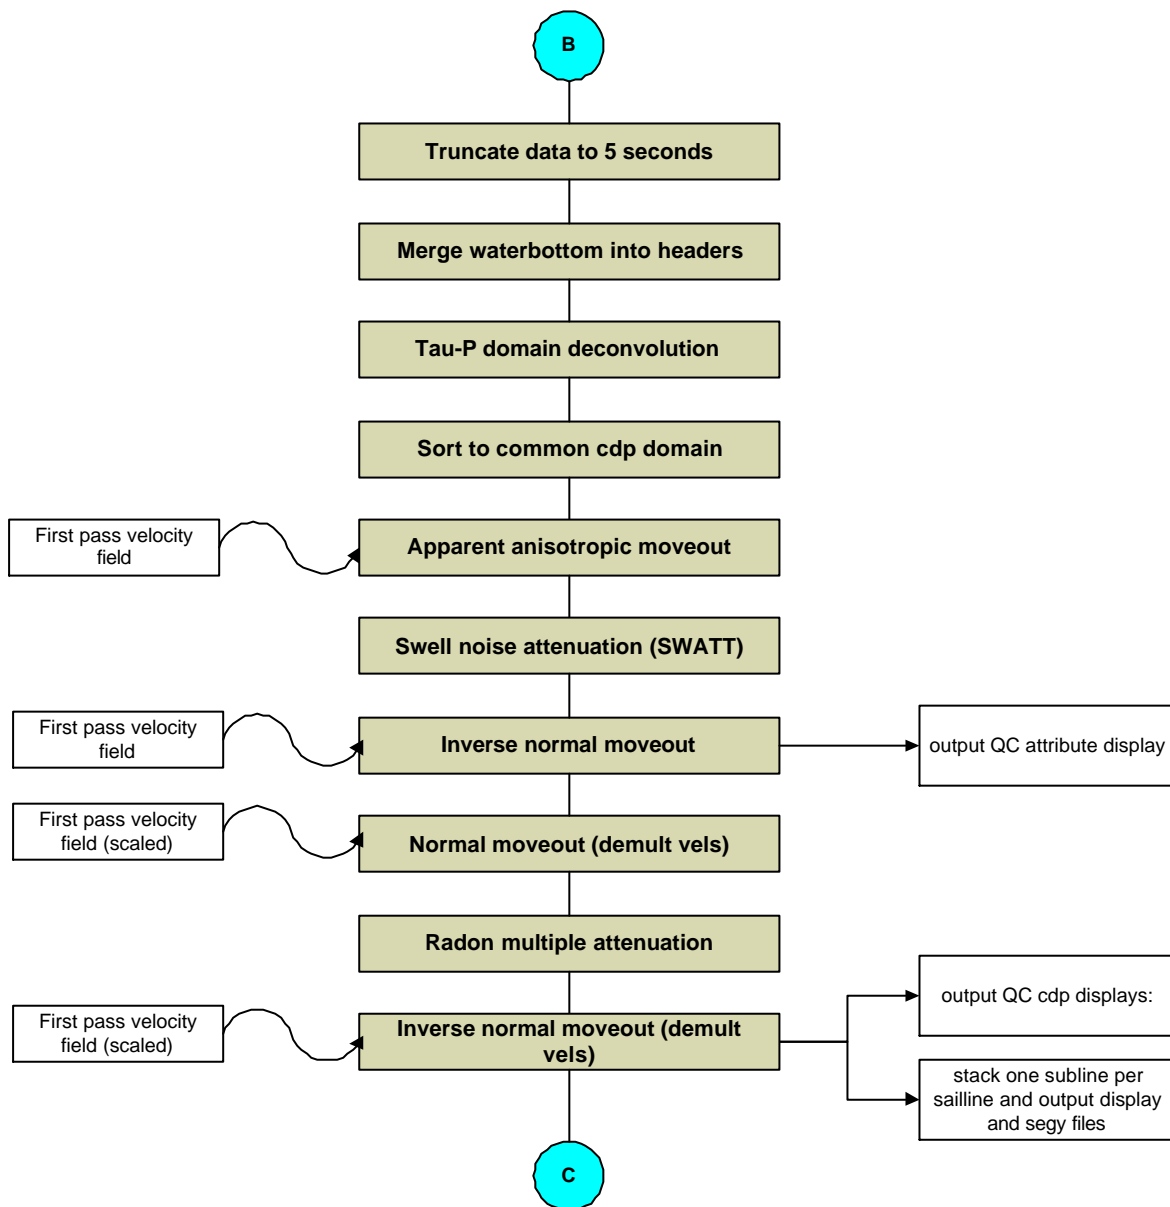 B
Truncate data to 5 seconds
Merge waterbottom into headers
Tau-P domain deconvolution
Sort to common cdp domain
First pass velocity
field
Apparent anisotropic moveout
Swell noise attenuation (SWATT)
First pass velocity
field
Inverse normal moveout
output QC attribute display
First pass velocity
field (scaled)
Normal moveout (demult vels)
Radon multiple attenuation
First pass velocity
field (scaled)
Inverse normal moveout (demult
vels)
output QC cdp displays:
stack one subline per
sailline and output display
and segy files
C